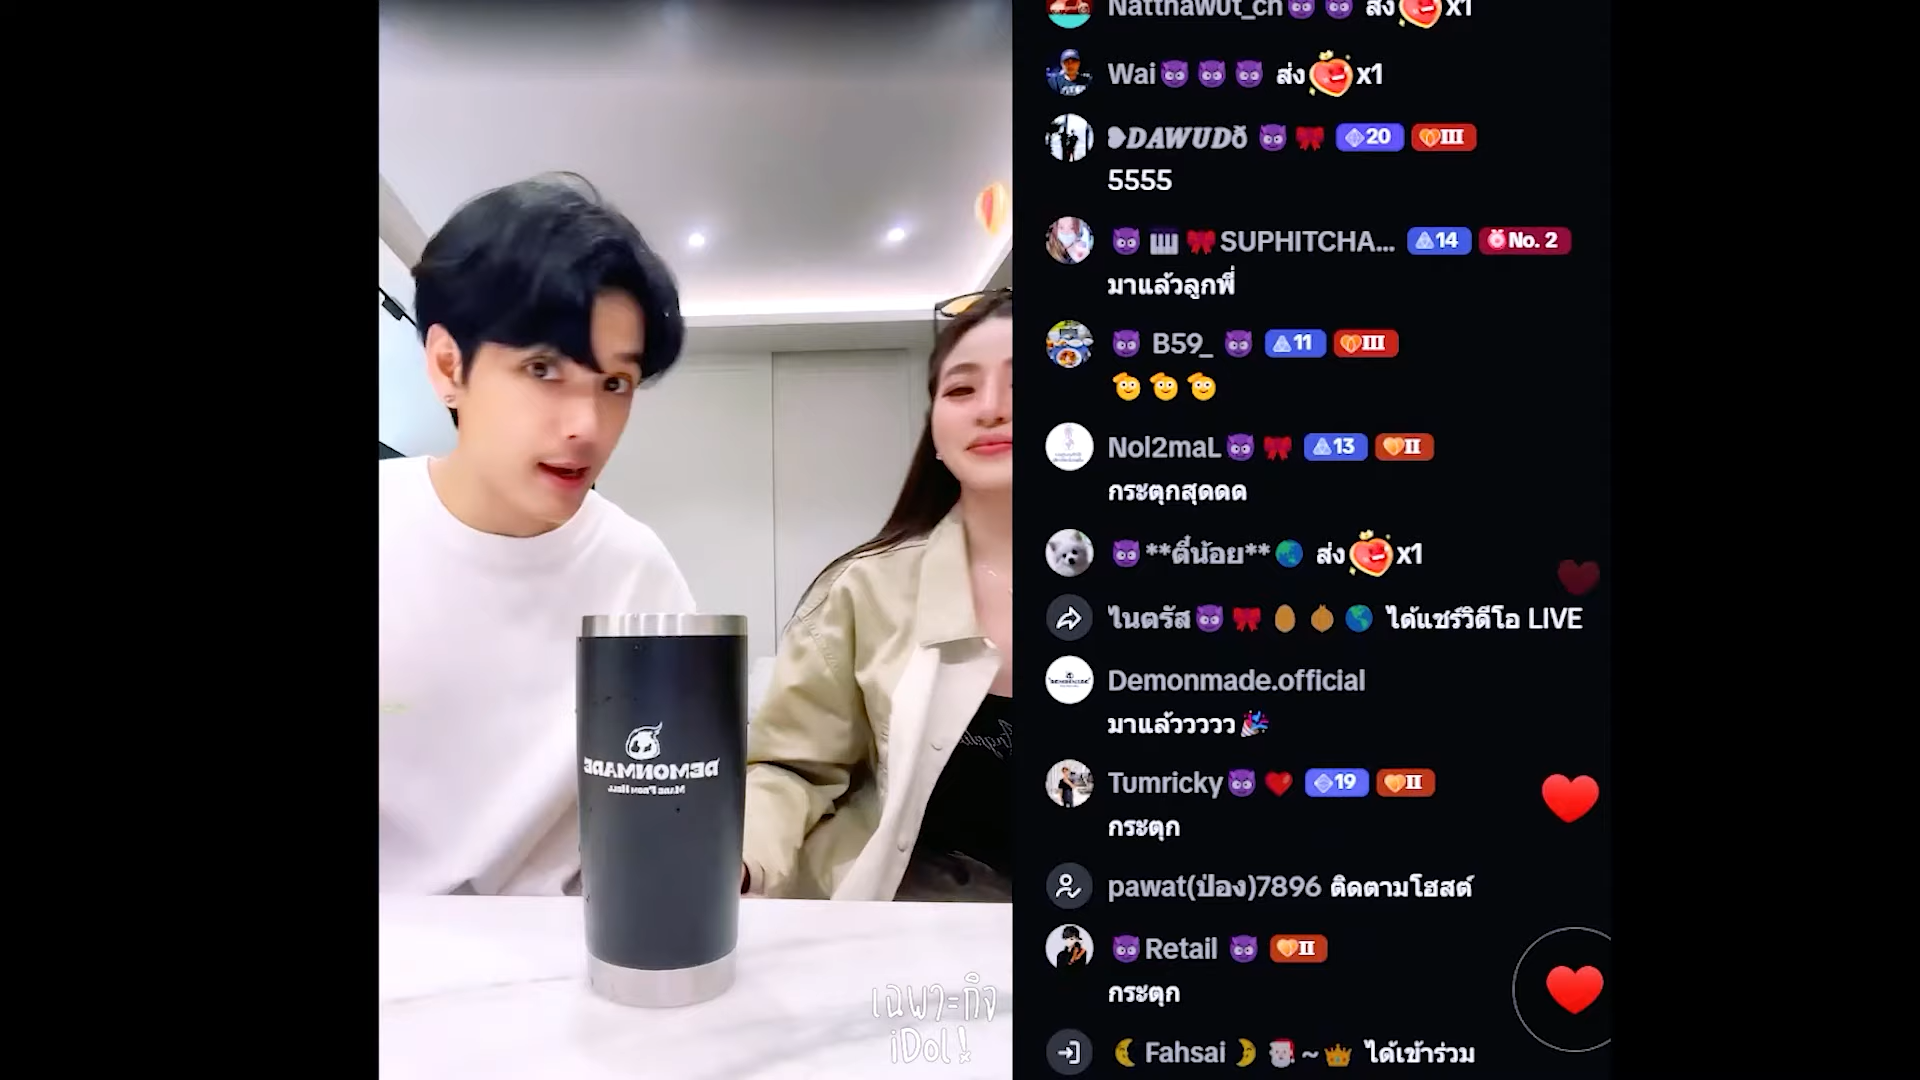 Natthawut_ch😈😈 ส่ง x1
Wai😈😈😈 ส่ง x1
DAWUDð 😈🎀 20 III
5555
😈🎹🎀SUPHITCHA... 14 No. 2
มาแล้วลูกพี่
😈 B59_ 😈 11 III
🫡🫡🫡
Nol2maL😈🎀 13 II
กระตุกสุดดด
😈**ตี๋น้อย**🌏 ส่ง x1
ไนตรัส😈🎀🥚🧅🌎 ได้แชร์วิดีโอ LIVE
Demonmade.official
มาแล้ววววว🎉
Tumricky😈❤️ 19 II
กระตุก
pawat(ป๋อง)7896 ติดตามโฮสต์
😈Retail 😈 II
กระตุก
🌜Fahsai🌛🎅~👑 ได้เข้าร่วม
DEMONMADE
MADE FROM HELL
เฉพาะกิจ
iDol!